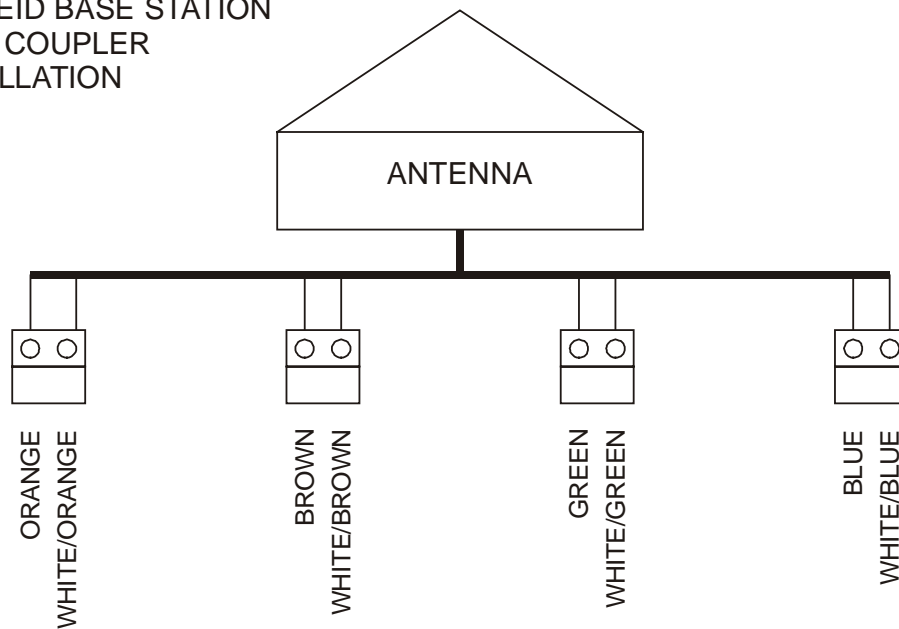 EID BASE STATION
COUPLER
LLATION
ANTENNA
ORANGE
WHITE/ORANGE
BROWN
WHITE/BROWN
GREEN
WHITE/GREEN
BLUE
WHITE/BLUE